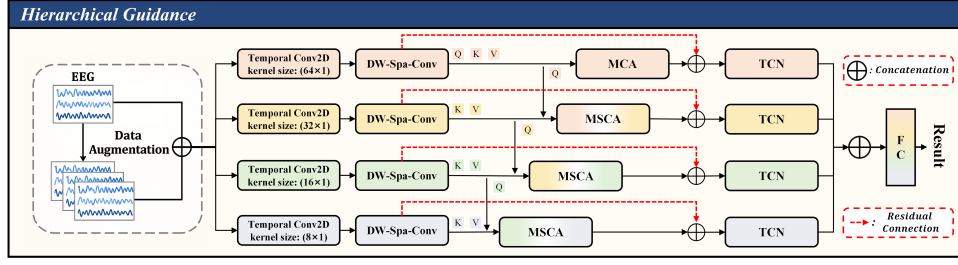 Hierarchical Guidance
EEG
Data
Augmentation
Temporal Conv2D
kernel size: (64×1)
DW-Spa-Conv
Q K V
MCA
TCN
Q
Temporal Conv2D
kernel size: (32×1)
DW-Spa-Conv
K V
MSCA
TCN
Q
Temporal Conv2D
kernel size: (16×1)
DW-Spa-Conv
K V
MSCA
TCN
Q
Temporal Conv2D
kernel size: (8×1)
DW-Spa-Conv
K V
MSCA
TCN
F
C
Result
: Concatenation
: Residual
Connection